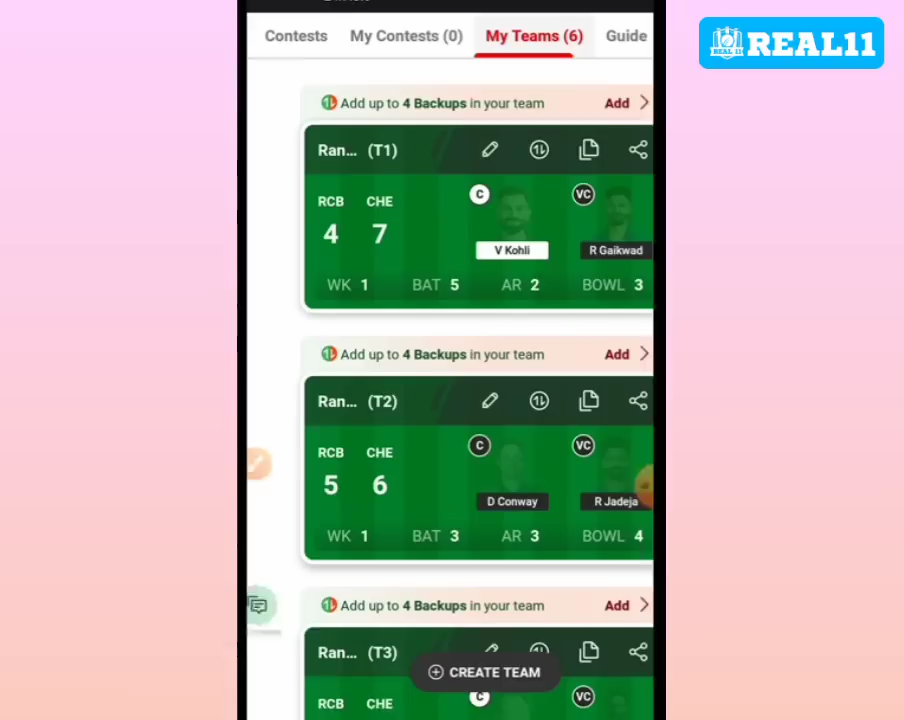 REAL11
REAL 11
Contests My Contests (0) My Teams (6) Guide
Add up to 4 Backups in your team Add
Ran... (T1)
C VC
RCB CHE
4 7
V Kohli R Gaikwad
WK 1 BAT 5 AR 2 BOWL 3
Add up to 4 Backups in your team Add
Ran... (T2)
C VC
RCB CHE
5 6
D Conway R Jadeja
WK 1 BAT 3 AR 3 BOWL 4
Add up to 4 Backups in your team Add
Ran... (T3)
CREATE TEAM
C VC
RCB CHE